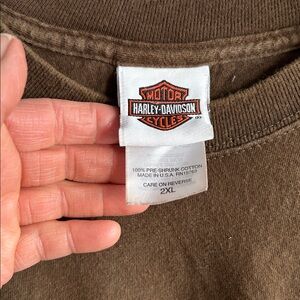 MOTOR
HARLEY-DAVIDSON
CYCLES
100% PRE-SHRUNK COTTON
MADE IN U.S.A.
CARE ON REVERSE
2XL